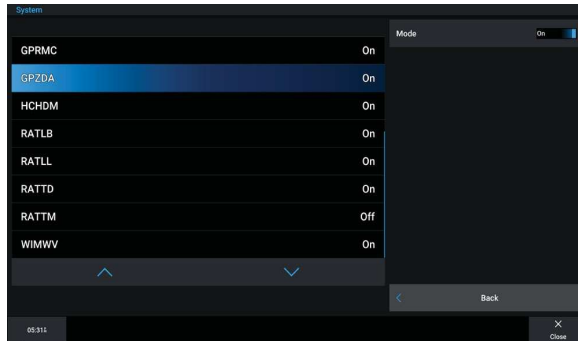 System
Mode On
GPRMC On
GPZDA On
HCHDM On
RATLB On
RATLL On
RATTD On
RATTM Off
WIMWV On
Back
Close